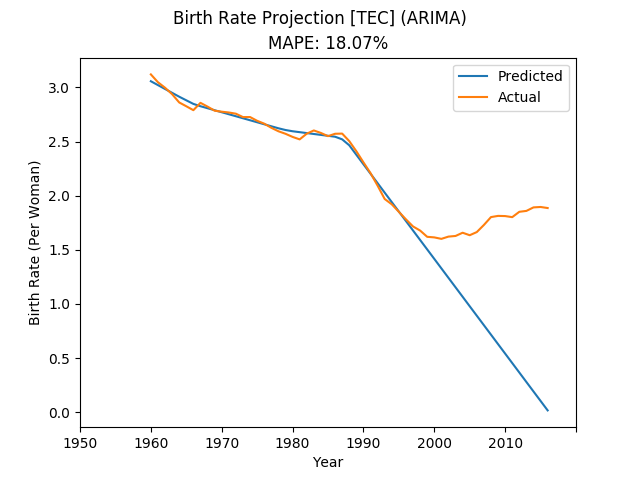 Birth Rate Projection [TEC] (ARIMA)
MAPE: 18.07%
Predicted
Actual
Birth Rate (Per Woman)
3.0
2.5
2.0
1.5
1.0
0.5
0.0
1950 1960 1970 1980 1990 2000 2010
Year